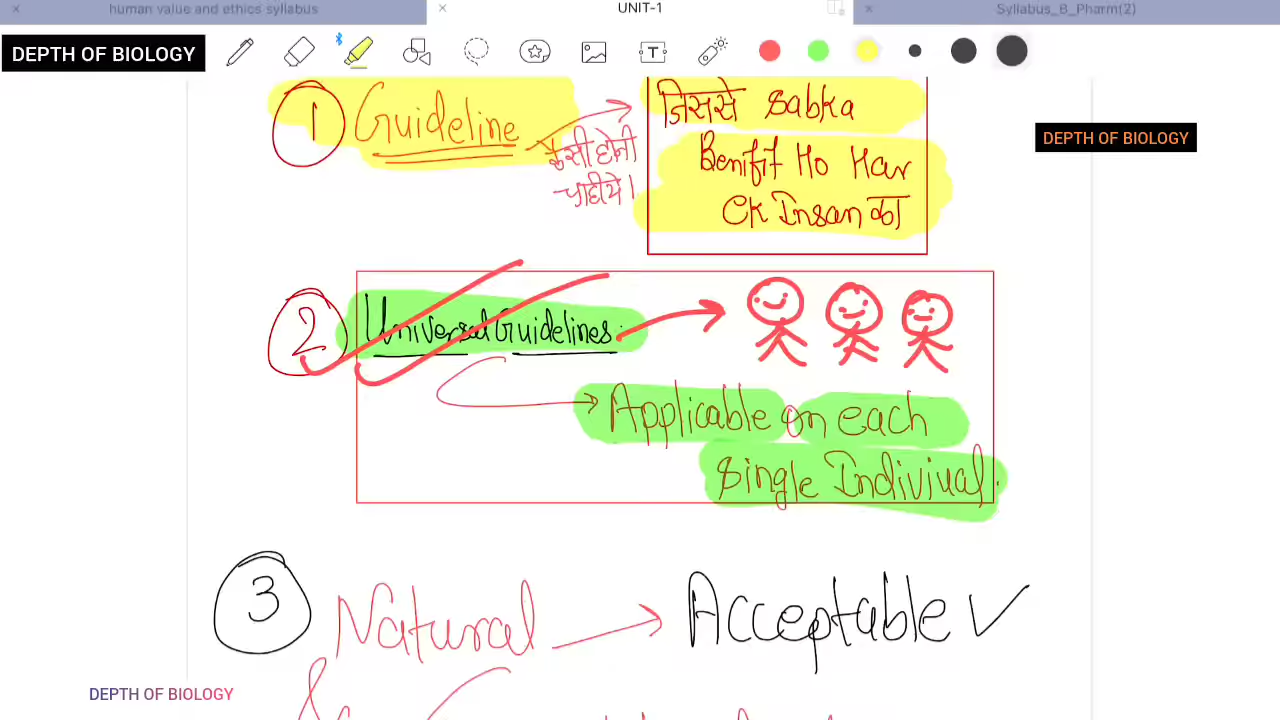 human value and ethics syllabus
UNIT-1
Syllabus_B_Pharm(2)
DEPTH OF BIOLOGY
T
1 Guideline
कैसी होनी
चाहीये।
जिससे Sabka
Benifit Ho Har
Ek Insan का
DEPTH OF BIOLOGY
2 Universal Guidelines.
Applicable on each
Single Indiviual.
3 Natural
Acceptable ✓
DEPTH OF BIOLOGY